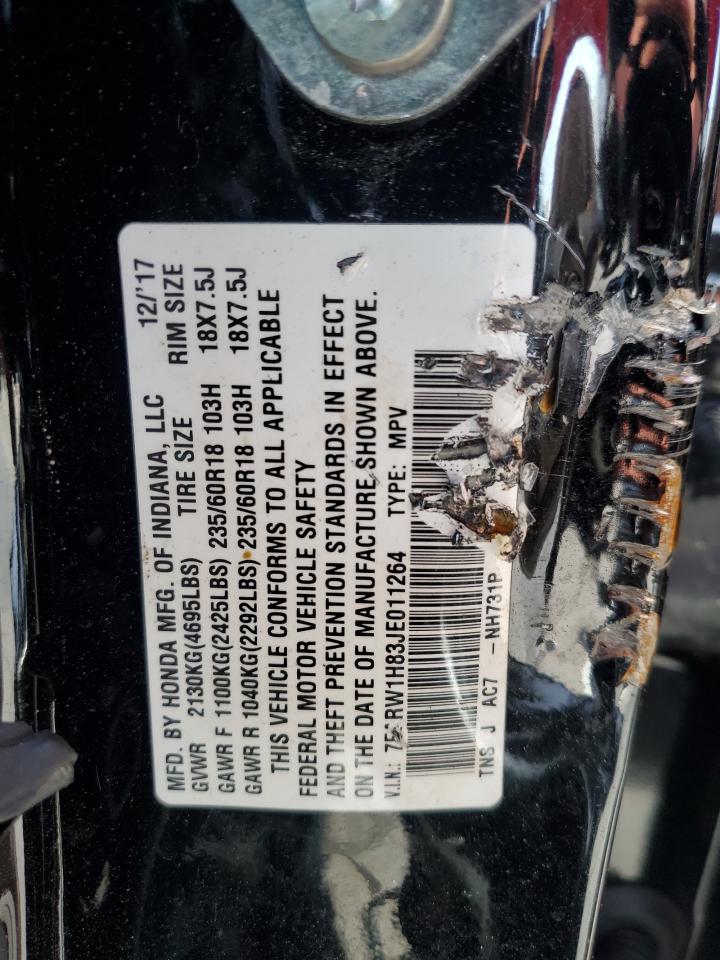 MFD. BY HONDA MFG. OF INDIANA, LLC 12/'17
GVWR 2130KG(4695LBS) TIRE SIZE RIM SIZE
GAWR F 1100KG(2425LBS) 235/60R18 103H 18X7.5J
GAWR R 1040KG(2292LBS) 235/60R18 103H 18X7.5J
THIS VEHICLE CONFORMS TO ALL APPLICABLE
FEDERAL MOTOR VEHICLE SAFETY
AND THEFT PREVENTION STANDARDS IN EFFECT
ON THE DATE OF MANUFACTURE SHOWN ABOVE.
V.I.N.: TYPE: MPV
TNS J AC7 -NH731P